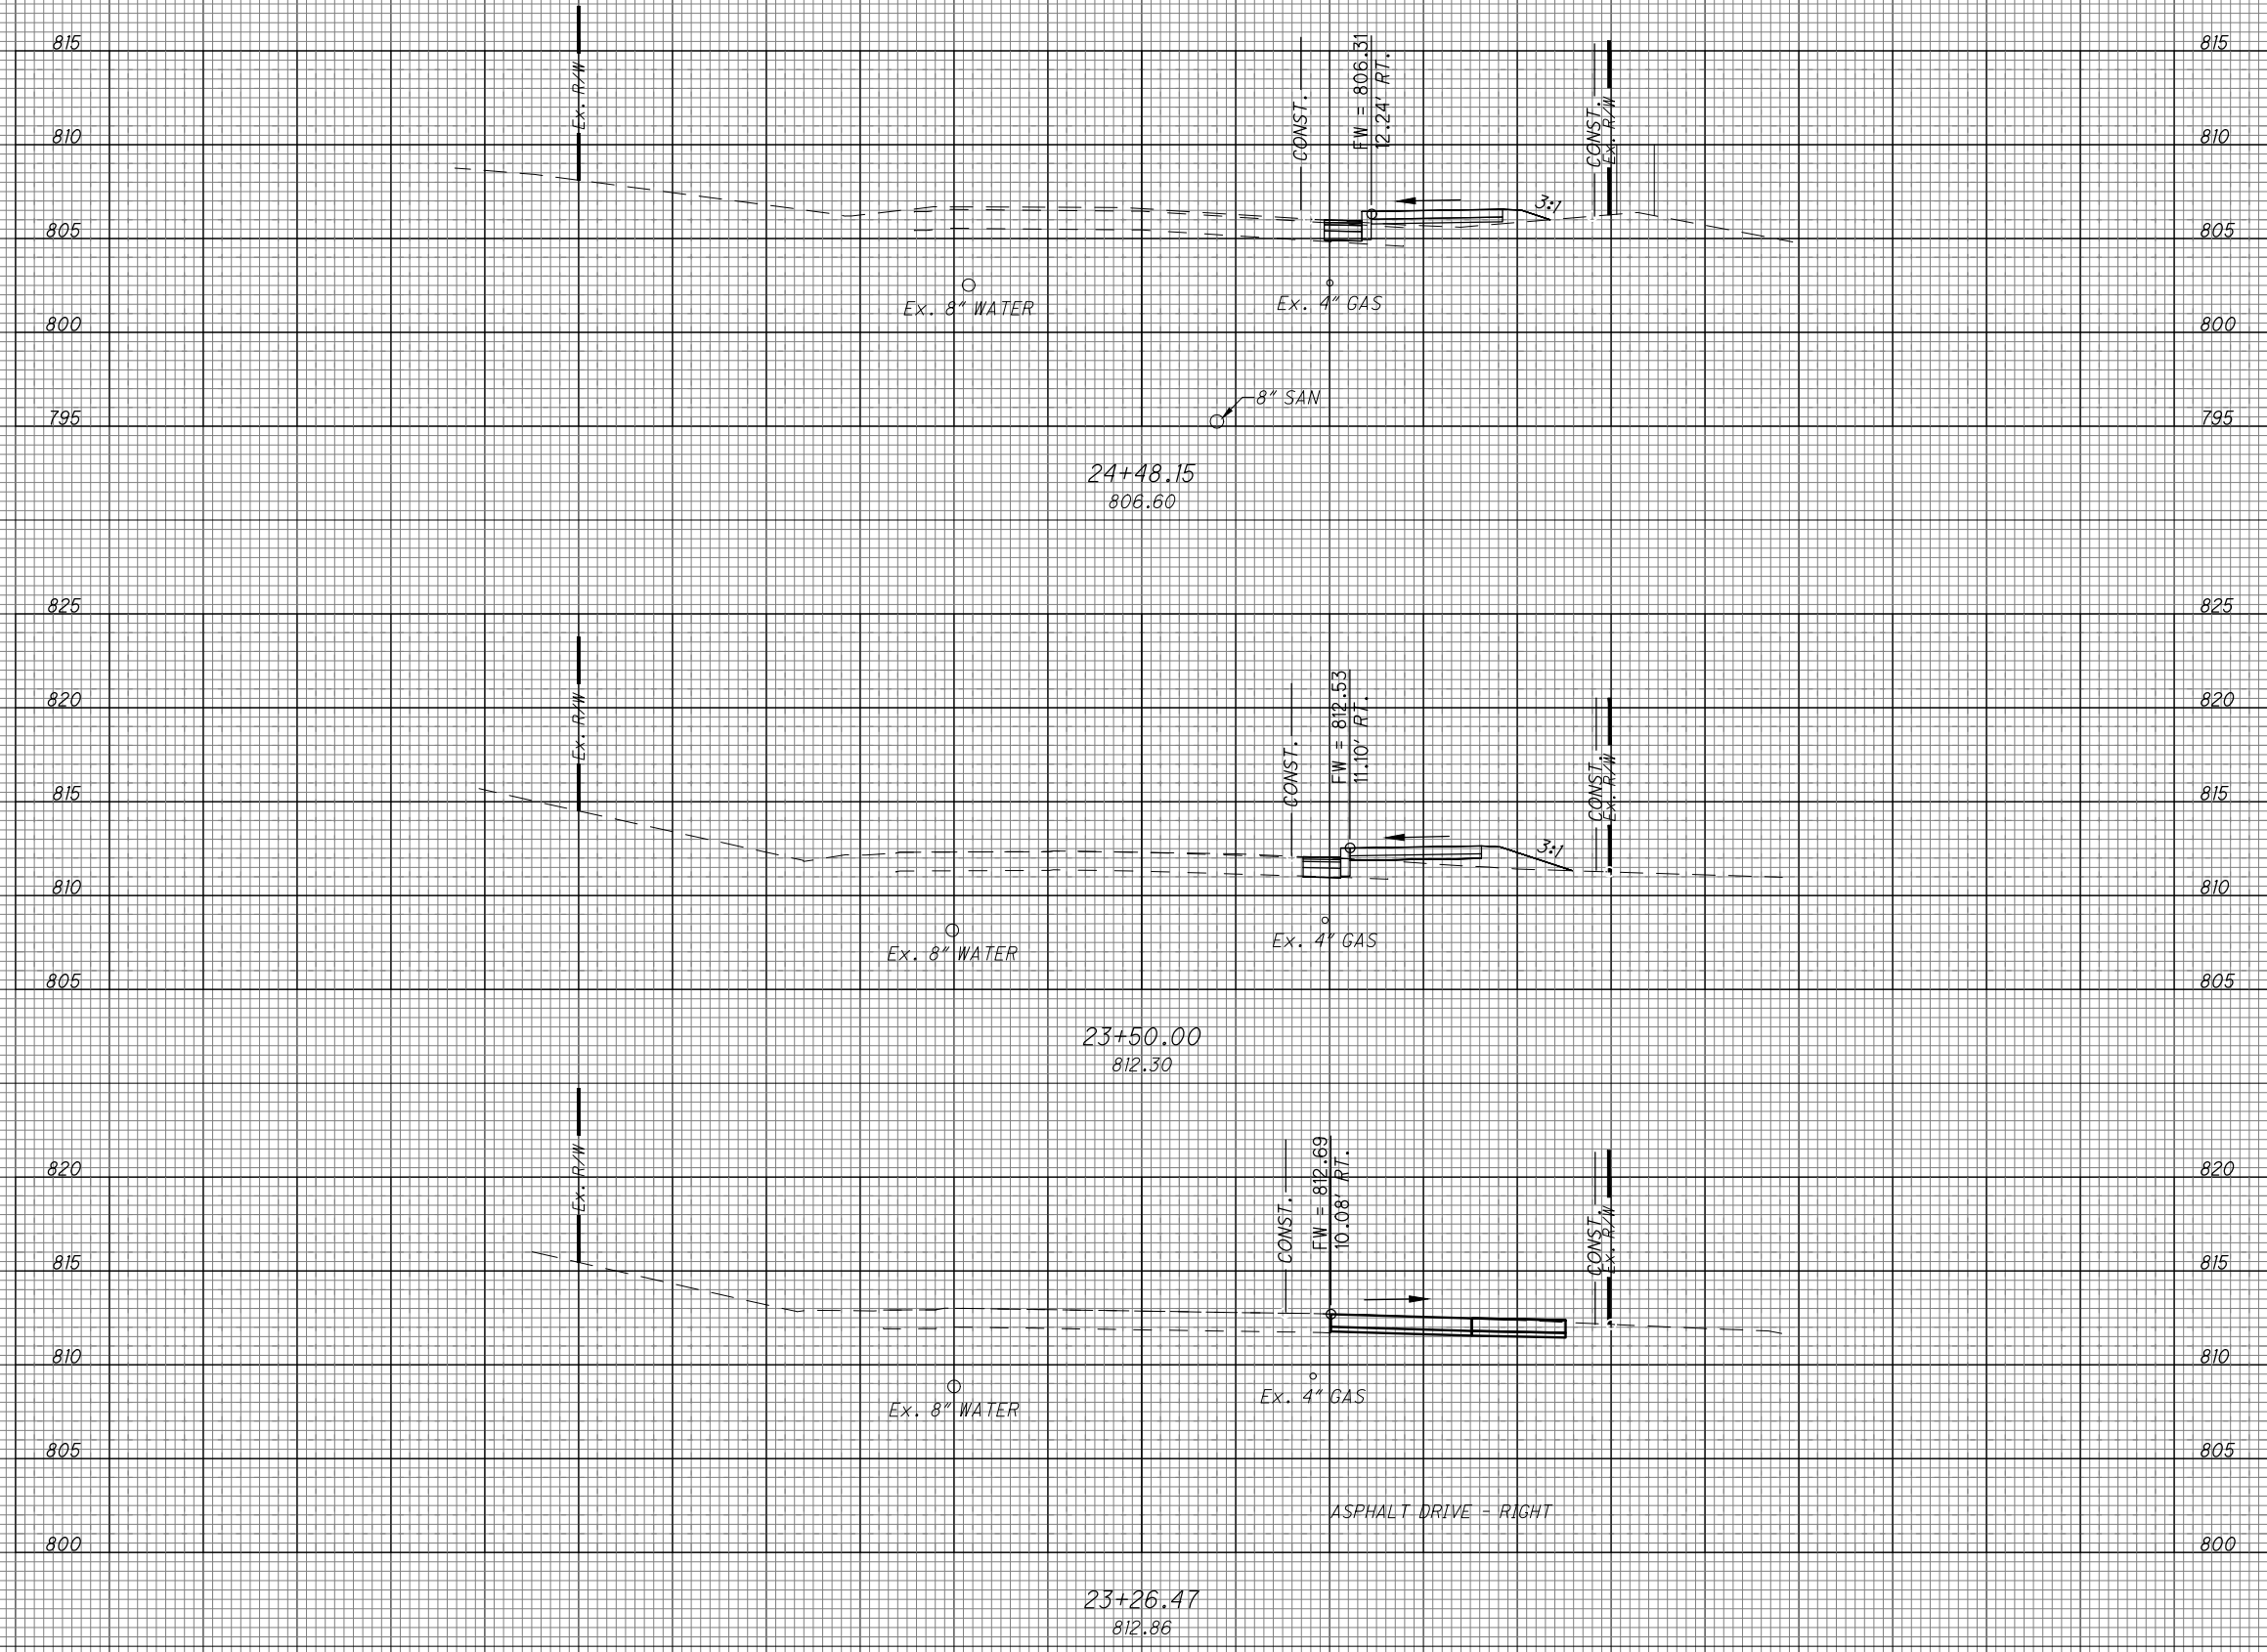 815
Ex. R/W
CONST.
FW = 806.31
12.24' RT.
CONST.
Ex. R/W
815
810
810
3:1
805
805
Ex. 8" WATER
Ex. 4" GAS
800
800
8" SAN
795
795
24+48.15
806.60
825
825
Ex. R/W
CONST.
FW = 812.53
11.10' RT.
CONST.
Ex. R/W
820
820
815
815
3:1
810
810
Ex. 8" WATER
Ex. 4" GAS
805
805
23+50.00
812.30
Ex. R/W
CONST.
FW = 812.69
10.08' RT.
CONST.
Ex. R/W
820
820
815
815
810
810
Ex. 8" WATER
Ex. 4" GAS
805
805
ASPHALT DRIVE - RIGHT
800
800
23+26.47
812.86